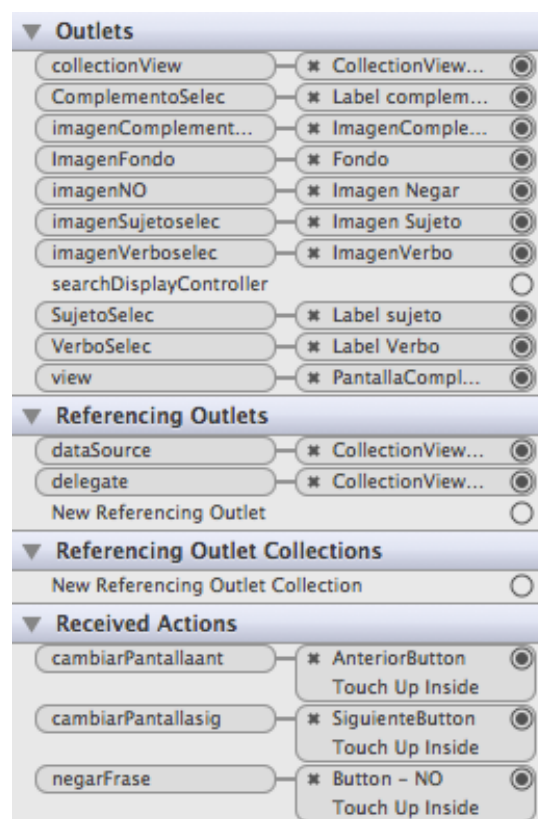 Outlets
collectionView CollectionView...
ComplementoSelec Label complem...
imagenComplement... ImagenComple...
ImagenFondo Fondo
imagenNO Imagen Negar
imagenSujetoselec Imagen Sujeto
imagenVerboselec ImagenVerbo
searchDisplayController
SujetoSelec Label sujeto
VerboSelec Label Verbo
view PantallaCompl...
Referencing Outlets
dataSource CollectionView...
delegate CollectionView...
New Referencing Outlet
Referencing Outlet Collections
New Referencing Outlet Collection
Received Actions
cambiarPantallaant AnteriorButton
Touch Up Inside
cambiarPantallasig SiguienteButton
Touch Up Inside
negarFrase Button - NO
Touch Up Inside